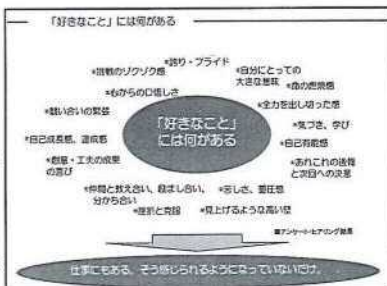 「好きなこと」には何がある
*誇り・プライド
*挑戦のゾクゾク感
*自分にとっての
大きな意味
*命の燃焼感
*心からの口惜しさ
*全力を出し切った感
*競い合いの緊張
「好きなこと」
には何がある
*気づき、学び
*自己成長感、達成感
*自己有能感
*創意・工夫の成果
の喜び
*あれこれの後悔
と次回への決意
*仲間と教え合い、励まし合い、
分かち合い
*苦しさ、重圧感
*挫折と克服
*見上げるような高い壁
■アンケート・ヒアリング結果
仕事にもある、そう感じられるようになっていないだけ。